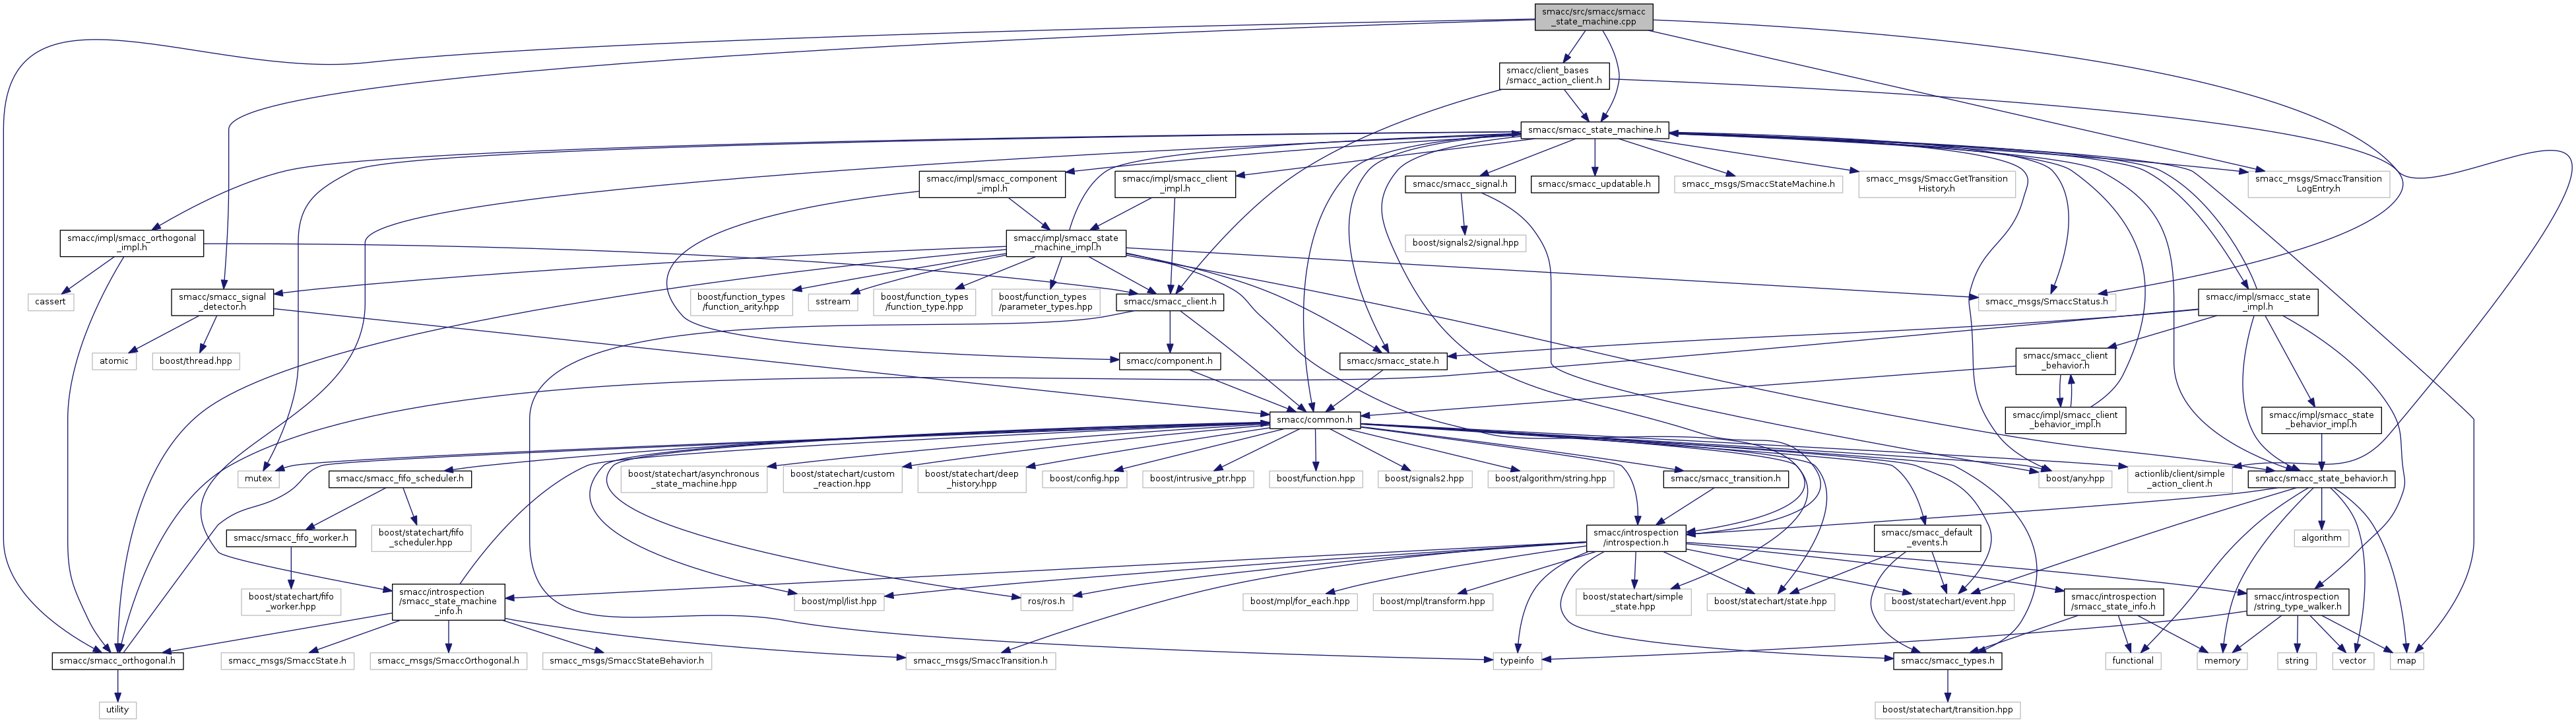 smacc/src/smacc/smacc
_state_machine.cpp
smacc/client_bases
/smacc_action_client.h
smacc/smacc_state_machine.h
smacc/impl/smacc_component
_impl.h
smacc/impl/smacc_client
_impl.h
smacc/smacc_signal.h
smacc/smacc_updatable.h
smacc_msgs/SmaccStateMachine.h
smacc_msgs/SmaccGetTransition
History.h
smacc_msgs/SmaccTransition
LogEntry.h
smacc/impl/smacc_orthogonal
_impl.h
smacc/impl/smacc_state
_machine_impl.h
boost/signals2/signal.hpp
cassert
smacc/smacc_signal
_detector.h
boost/function_types
/function_arity.hpp
sstream
boost/function_types
/function_type.hpp
boost/function_types
/parameter_types.hpp
smacc/smacc_client.h
smacc_msgs/SmaccStatus.h
smacc/impl/smacc_state
_impl.h
atomic
boost/thread.hpp
smacc/component.h
smacc/smacc_state.h
smacc/smacc_client
_behavior.h
smacc/common.h
smacc/impl/smacc_client
_behavior_impl.h
smacc/impl/smacc_state
_behavior_impl.h
mutex
smacc/smacc_fifo_scheduler.h
boost/statechart/asynchronous
_state_machine.hpp
boost/statechart/custom
_reaction.hpp
boost/statechart/deep
_history.hpp
boost/config.hpp
boost/intrusive_ptr.hpp
boost/function.hpp
boost/signals2.hpp
boost/algorithm/string.hpp
smacc/smacc_transition.h
boost/any.hpp
actionlib/client/simple
_action_client.h
smacc/smacc_state_behavior.h
smacc/smacc_fifo_worker.h
boost/statechart/fifo
_scheduler.hpp
smacc/introspection
/introspection.h
smacc/smacc_default
_events.h
algorithm
boost/statechart/fifo
_worker.hpp
smacc/introspection
/smacc_state_machine
_info.h
boost/mpl/list.hpp
ros/ros.h
boost/mpl/for_each.hpp
boost/mpl/transform.hpp
boost/statechart/simple
_state.hpp
boost/statechart/state.hpp
boost/statechart/event.hpp
smacc/introspection
/smacc_state_info.h
smacc/introspection
/string_type_walker.h
smacc/smacc_orthogonal.h
smacc_msgs/SmaccState.h
smacc_msgs/SmaccOrthogonal.h
smacc_msgs/SmaccStateBehavior.h
smacc_msgs/SmaccTransition.h
typeinfo
smacc/smacc_types.h
functional
memory
string
vector
map
utility
boost/statechart/transition.hpp